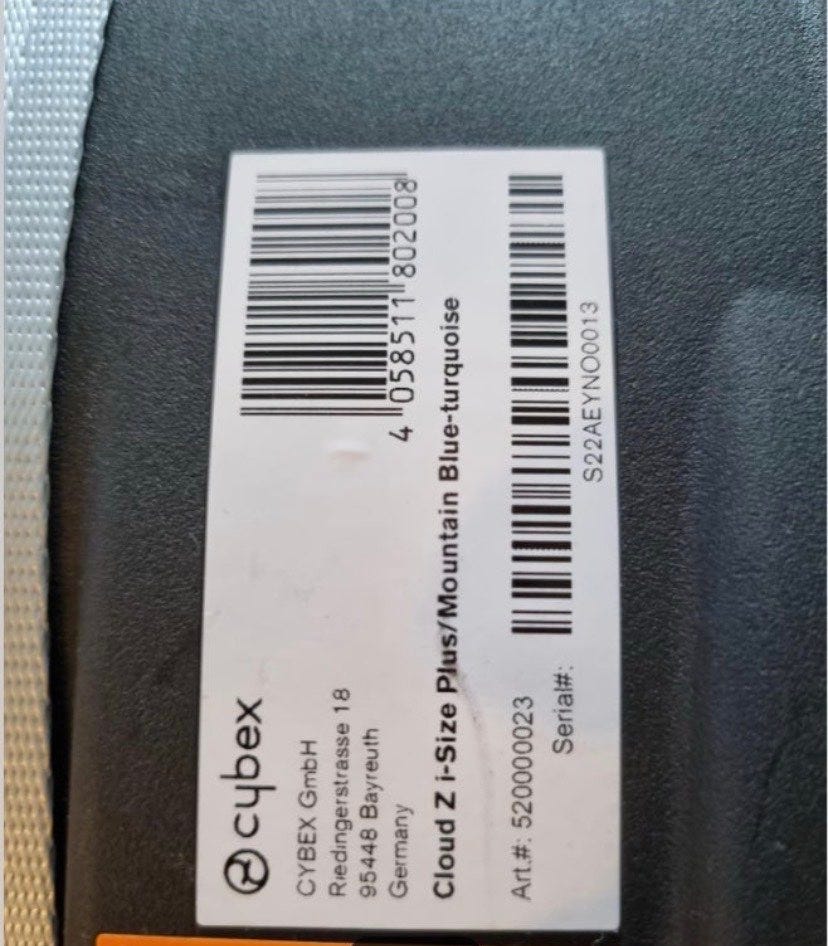 cybex
CYBEX GmbH
Riedingerstrasse 18
95448 Bayreuth
Germany
4 058511 802008
Cloud Z i-Size Plus/Mountain Blue-turquoise
Art.#: 520000023
Serial#:
S22AEYNO0013